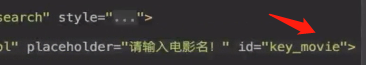 search" style="...">
ol" placeholder="请输入电影名！" id="key_movie">